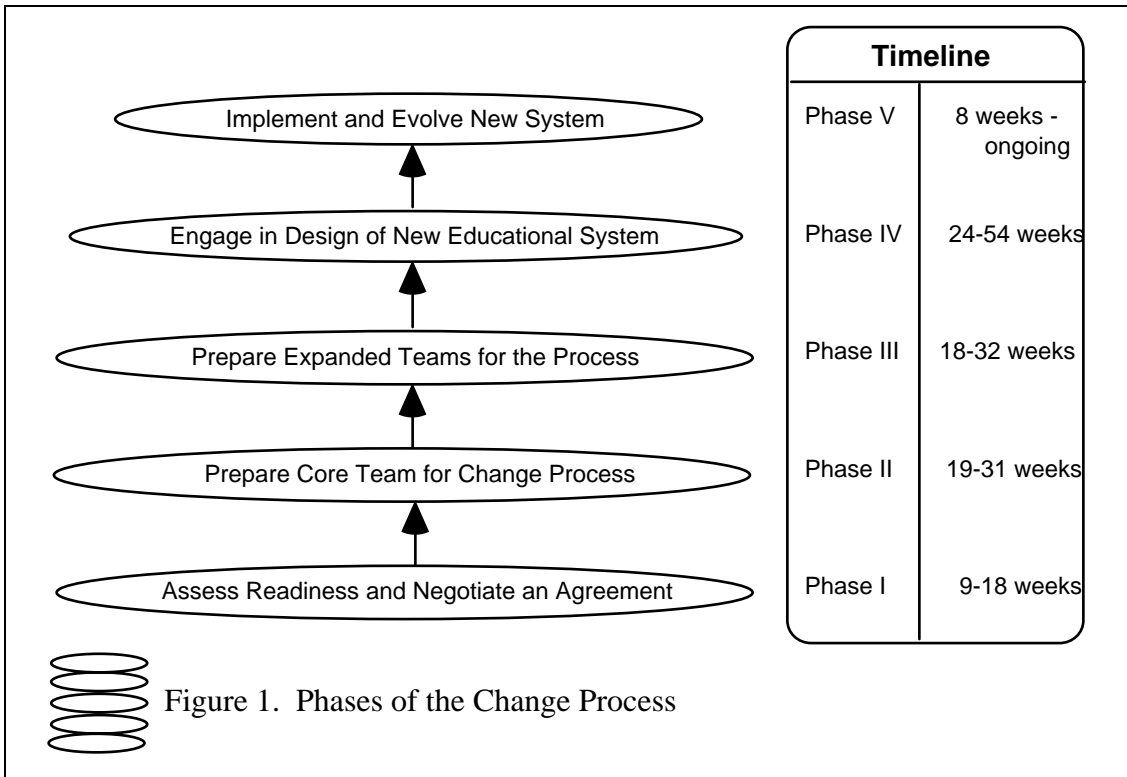 Timeline
Implement and Evolve New System
Phase V
8 weeks -
ongoing
Engage in Design of New Educational System
Phase IV
24-54 weeks
Prepare Expanded Teams for the Process
Phase III
18-32 weeks
Prepare Core Team for Change Process
Phase II
19-31 weeks
Assess Readiness and Negotiate an Agreement
Phase I
9-18 weeks
Figure 1. Phases of the Change Process